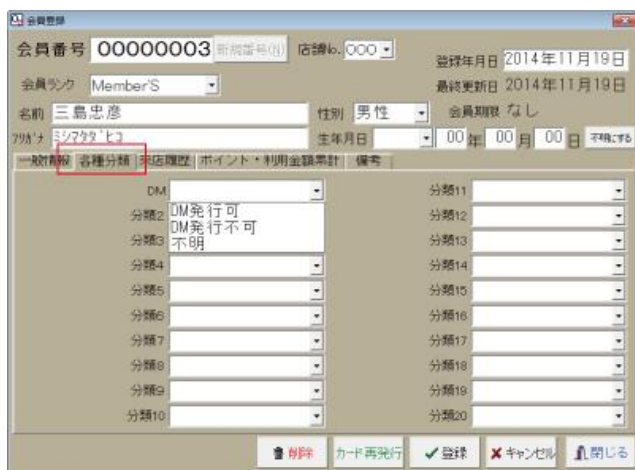 会員登録
会員番号 00000003 新規番号(N) 店舗No. 000 登録年月日 2014年11月19日
会員ランク Member'S 最終更新日 2014年11月19日
名前 三島忠彦 性別 男性 会員期限 なし
フリガナ ミシマタダヒコ 生年月日 00年 00月 00日 不明にする
一般情報 各種分類 来店履歴 ポイント・利用金額累計 備考
DM 分類11
DM発行可
分類2 分類12
DM発行不可
分類3 不明 分類13
分類4 分類14
分類5 分類15
分類6 分類16
分類7 分類17
分類8 分類18
分類9 分類19
分類10 分類20
削除 カード再発行 登録 キャンセル 閉じる